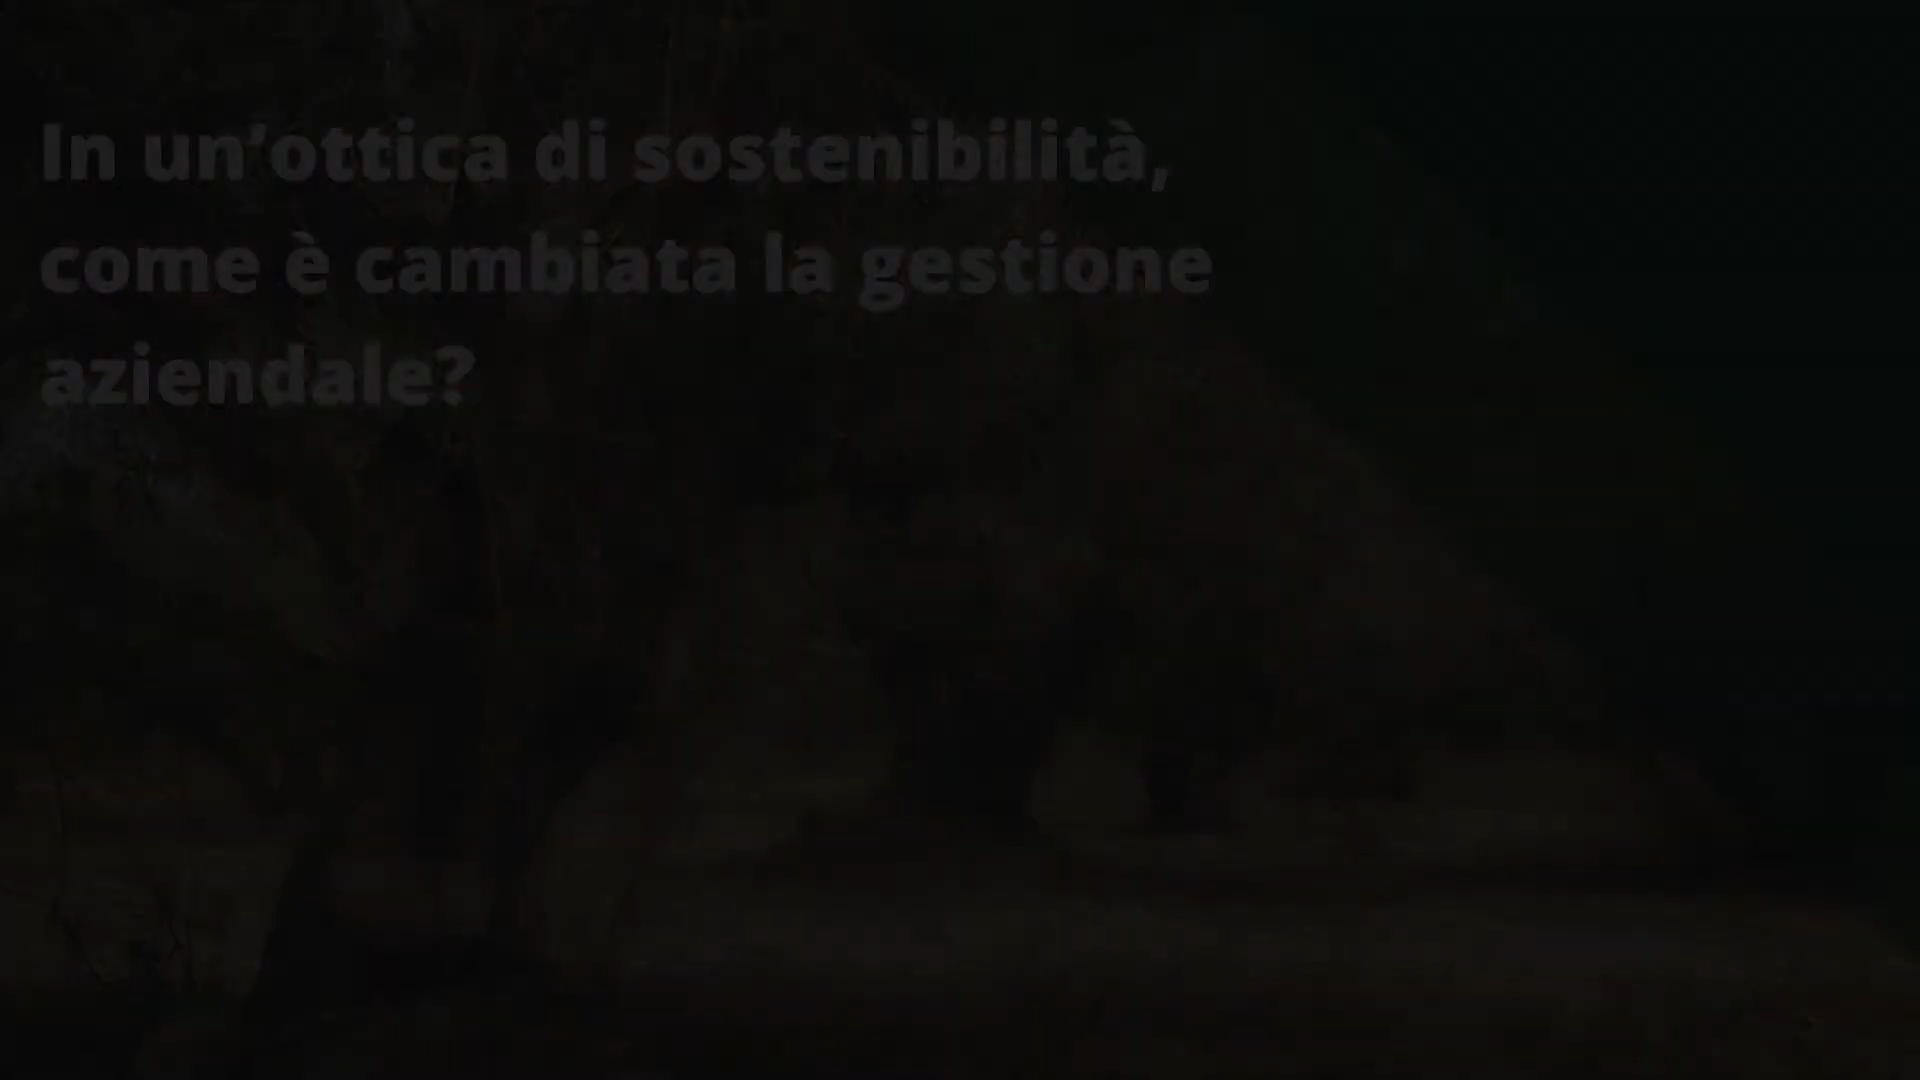 In un’ottica di sostenibilità,
come è cambiata la gestione
aziendale?